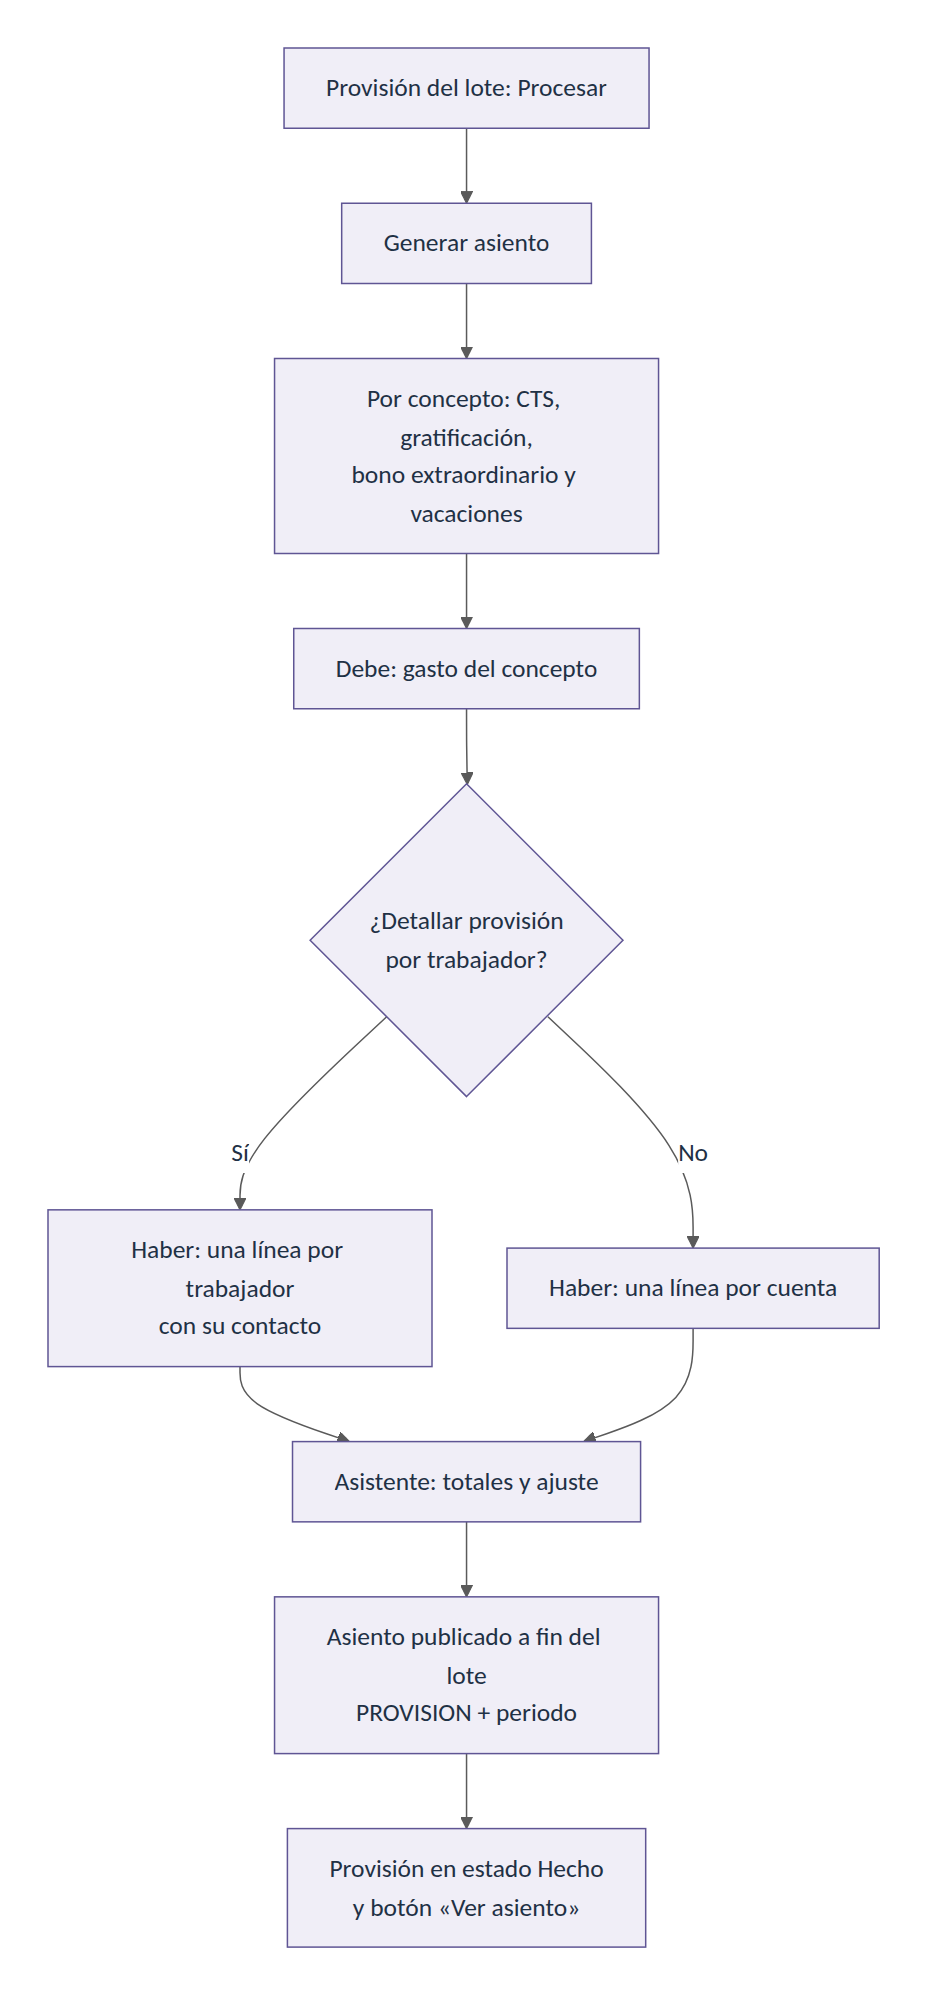 Provisión del lote: Procesar
Generar asiento
Por concepto: CTS,
gratificación,
bono extraordinario y
vacaciones
Debe: gasto del concepto
¿Detallar provisión
por trabajador?
Sí
No
Haber: una línea por
trabajador
con su contacto
Haber: una línea por cuenta
Asistente: totales y ajuste
Asiento publicado a fin del
lote
PROVISION + periodo
Provisión en estado Hecho
y botón «Ver asiento»